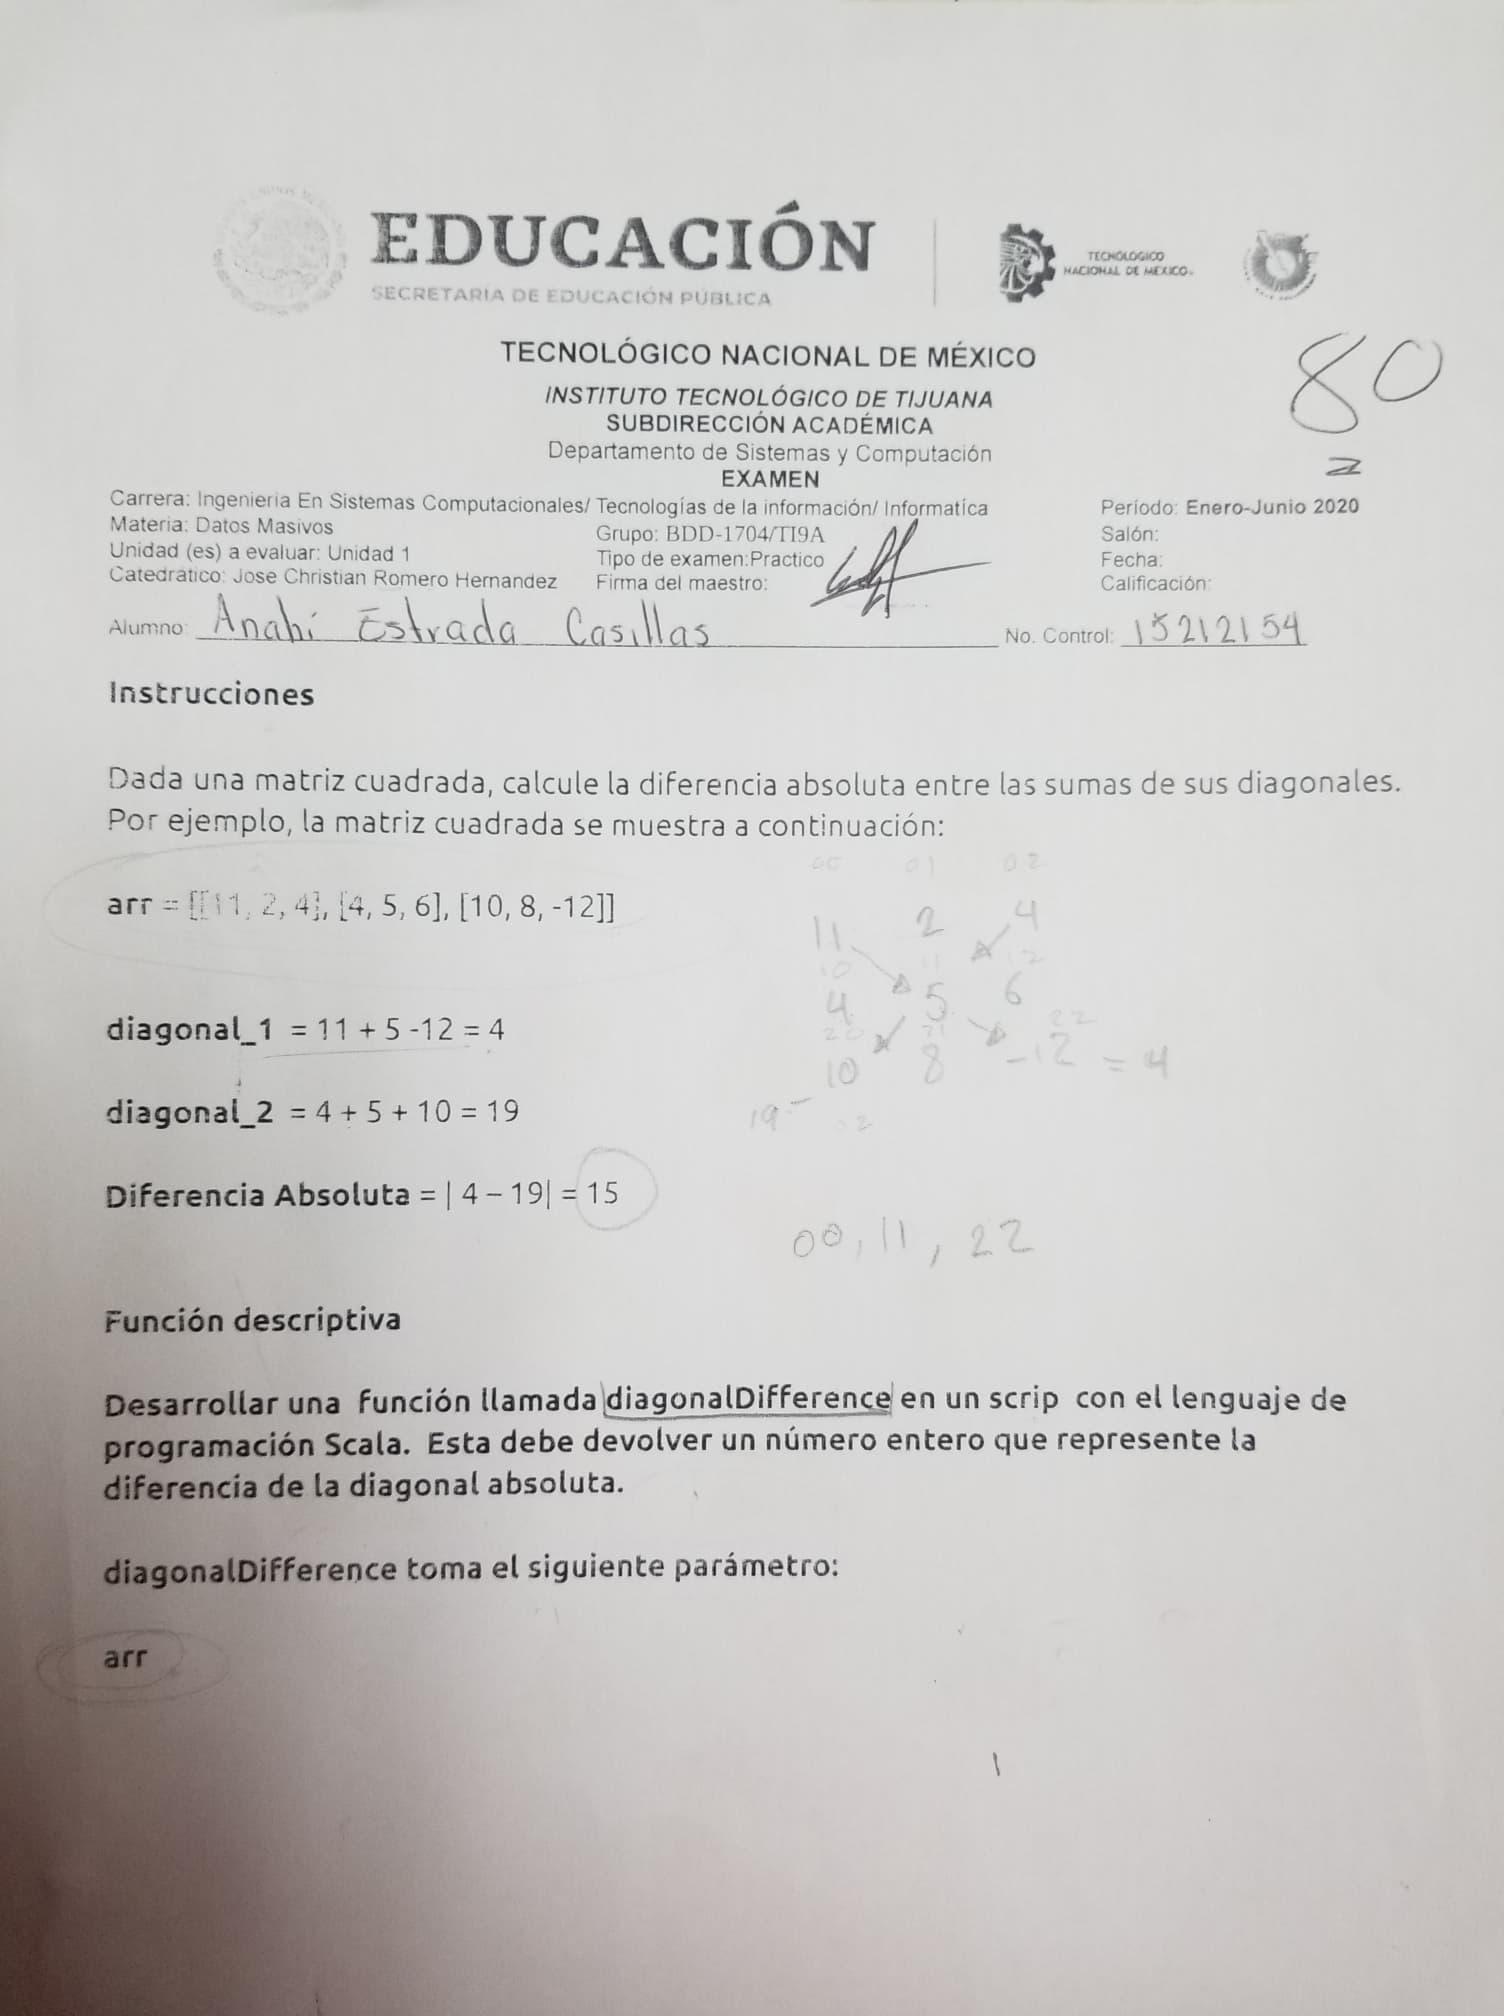 EDUCACIÓN
SECRETARÍA DE EDUCACIÓN PÚBLICA
TECNOLÓGICO
NACIONAL DE MÉXICO
TECNOLÓGICO NACIONAL DE MÉXICO
80
INSTITUTO TECNOLÓGICO DE TIJUANA
SUBDIRECCIÓN ACADÉMICA
Departamento de Sistemas y Computación
EXAMEN
Carrera: Ingenieria En Sistemas Computacionales/ Tecnologías de la información/ Informatíca Período: Enero-Junio 2020
Materia: Datos Masivos Grupo: BDD-1704/TI9A Salón:
Unidad (es) a evaluar: Unidad 1 Tipo de examen:Practico Fecha:
Catedrático: Jose Christian Romero Hernandez Firma del maestro: Calificación:
Alumno: Anahi Estrada Casillas No. Control: 15212154
Instrucciones
Dada una matriz cuadrada, calcule la diferencia absoluta entre las sumas de sus diagonales.
Por ejemplo, la matriz cuadrada se muestra a continuación:
00 01 02
arr = [[11, 2, 4], [4, 5, 6], [10, 8, -12]]
11 2 4
10 11 12
4 5 6
20 21 22
10 8 -12 = 4
diagonal_1 = 11 + 5 -12 = 4
diagonal_2 = 4 + 5 + 10 = 19
19
Diferencia Absoluta = | 4 – 19| = 15
00, 11, 22
Función descriptiva
Desarrollar una función llamada diagonalDifference en un scrip con el lenguaje de
programación Scala. Esta debe devolver un número entero que represente la
diferencia de la diagonal absoluta.
diagonalDifference toma el siguiente parámetro:
arr